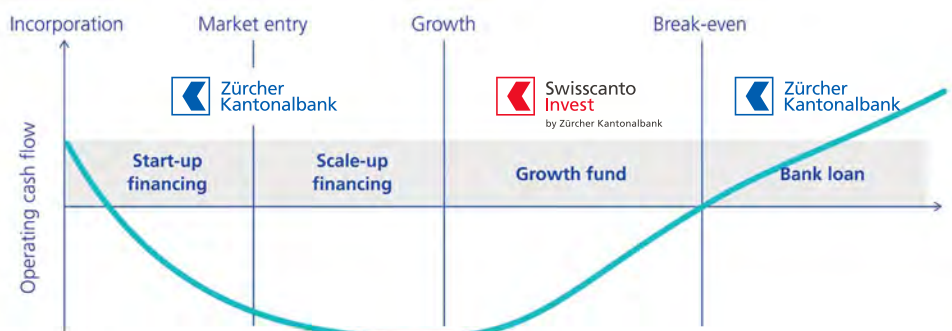 Incorporation
Market entry
Growth
Break-even
Zürcher
Kantonalbank
Swisscanto
Invest
by Zürcher Kantonalbank
Zürcher
Kantonalbank
Operating cash flow
Start-up
financing
Scale-up
financing
Growth fund
Bank loan